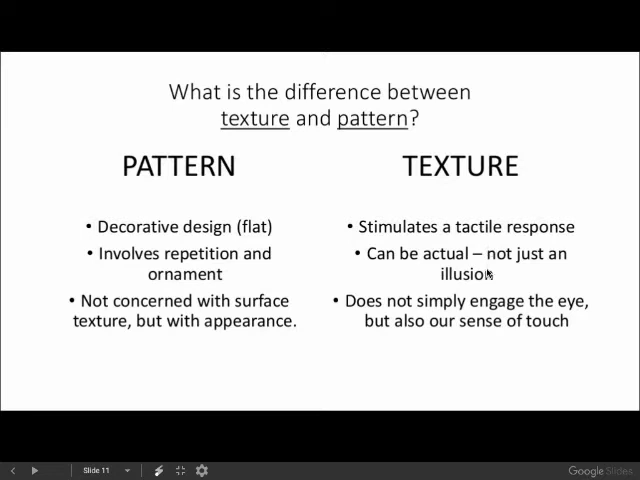 What is the difference between
texture and pattern?
PATTERN
• Decorative design (flat)
• Involves repetition and
ornament
• Not concerned with surface
texture, but with appearance.
TEXTURE
• Stimulates a tactile response
• Can be actual – not just an
illusion
• Does not simply engage the eye,
but also our sense of touch
Slide 11
Google Slides